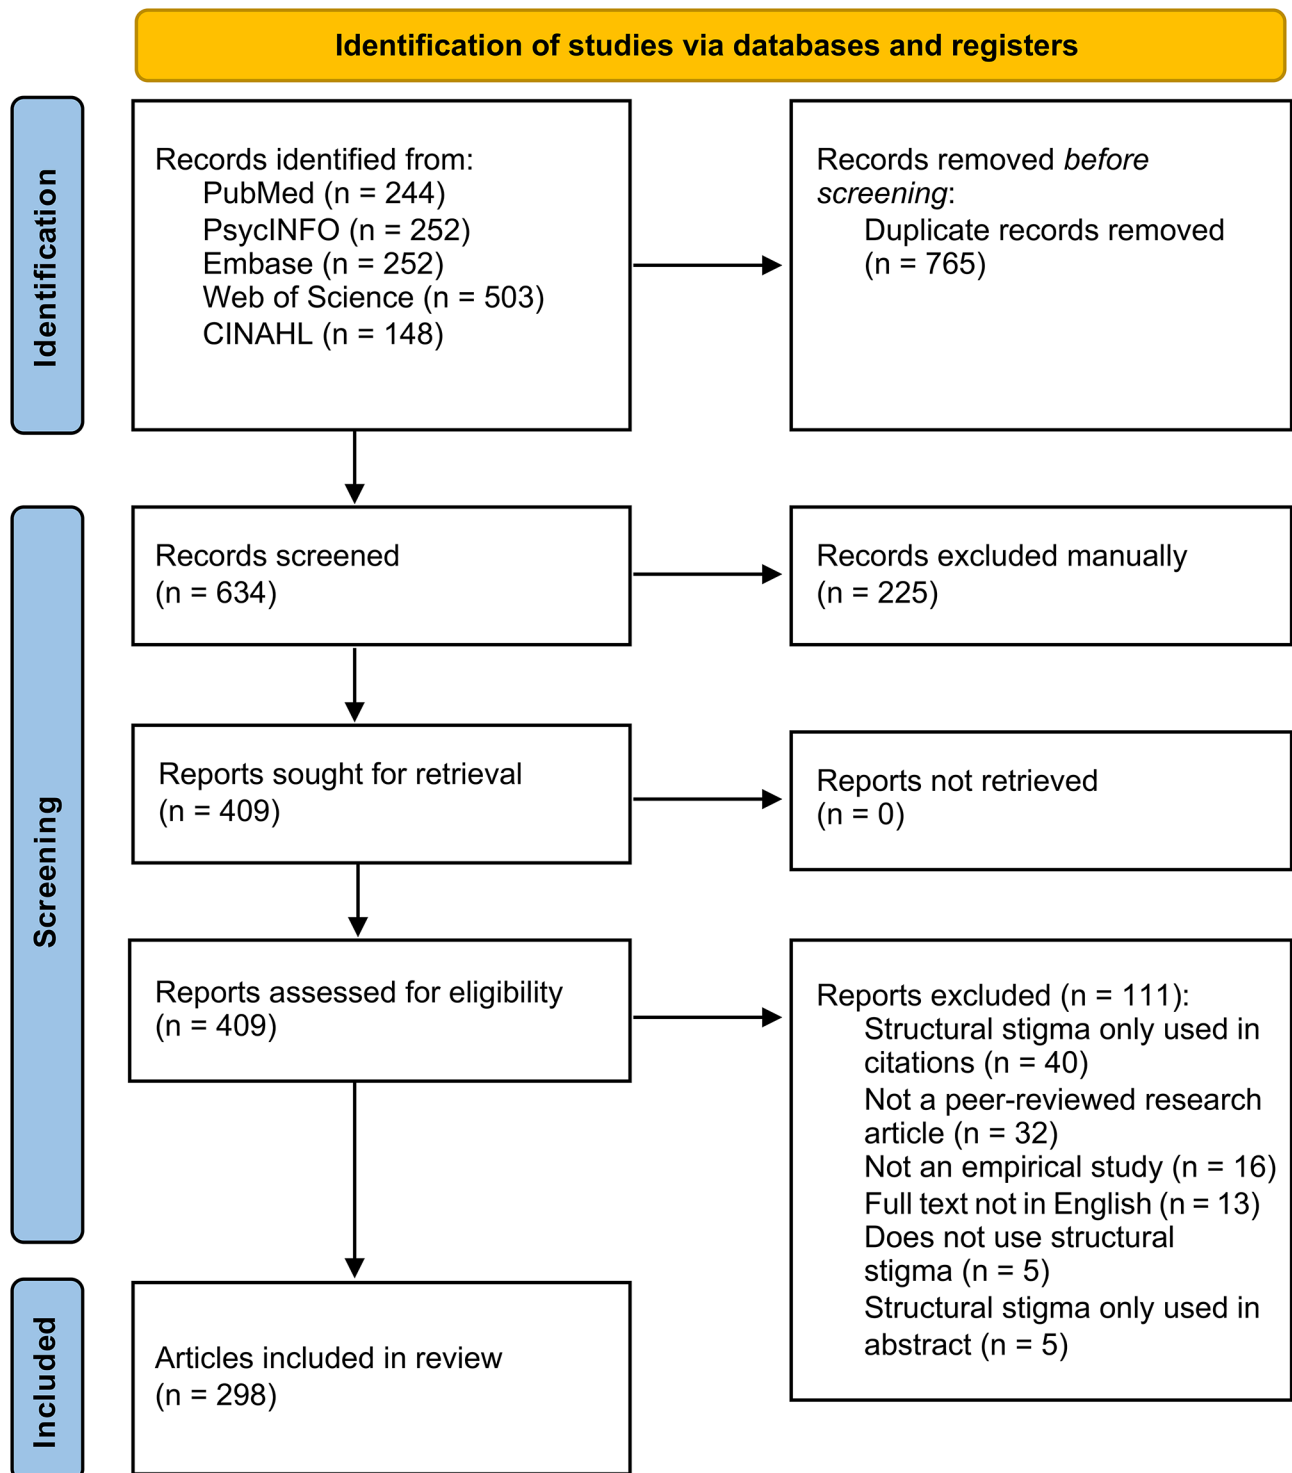 Identification of studies via databases and registers
Identification
Records identified from:
PubMed (n = 244)
PsycINFO (n = 252)
Embase (n = 252)
Web of Science (n = 503)
CINAHL (n = 148)
Records removed before
screening:
Duplicate records removed
(n = 765)
Screening
Records screened
(n = 634)
Records excluded manually
(n = 225)
Reports sought for retrieval
(n = 409)
Reports not retrieved
(n = 0)
Reports assessed for eligibility
(n = 409)
Reports excluded (n = 111):
Structural stigma only used in
citations (n = 40)
Not a peer-reviewed research
article (n = 32)
Not an empirical study (n = 16)
Full text not in English (n = 13)
Does not use structural
stigma (n = 5)
Structural stigma only used in
abstract (n = 5)
Included
Articles included in review
(n = 298)